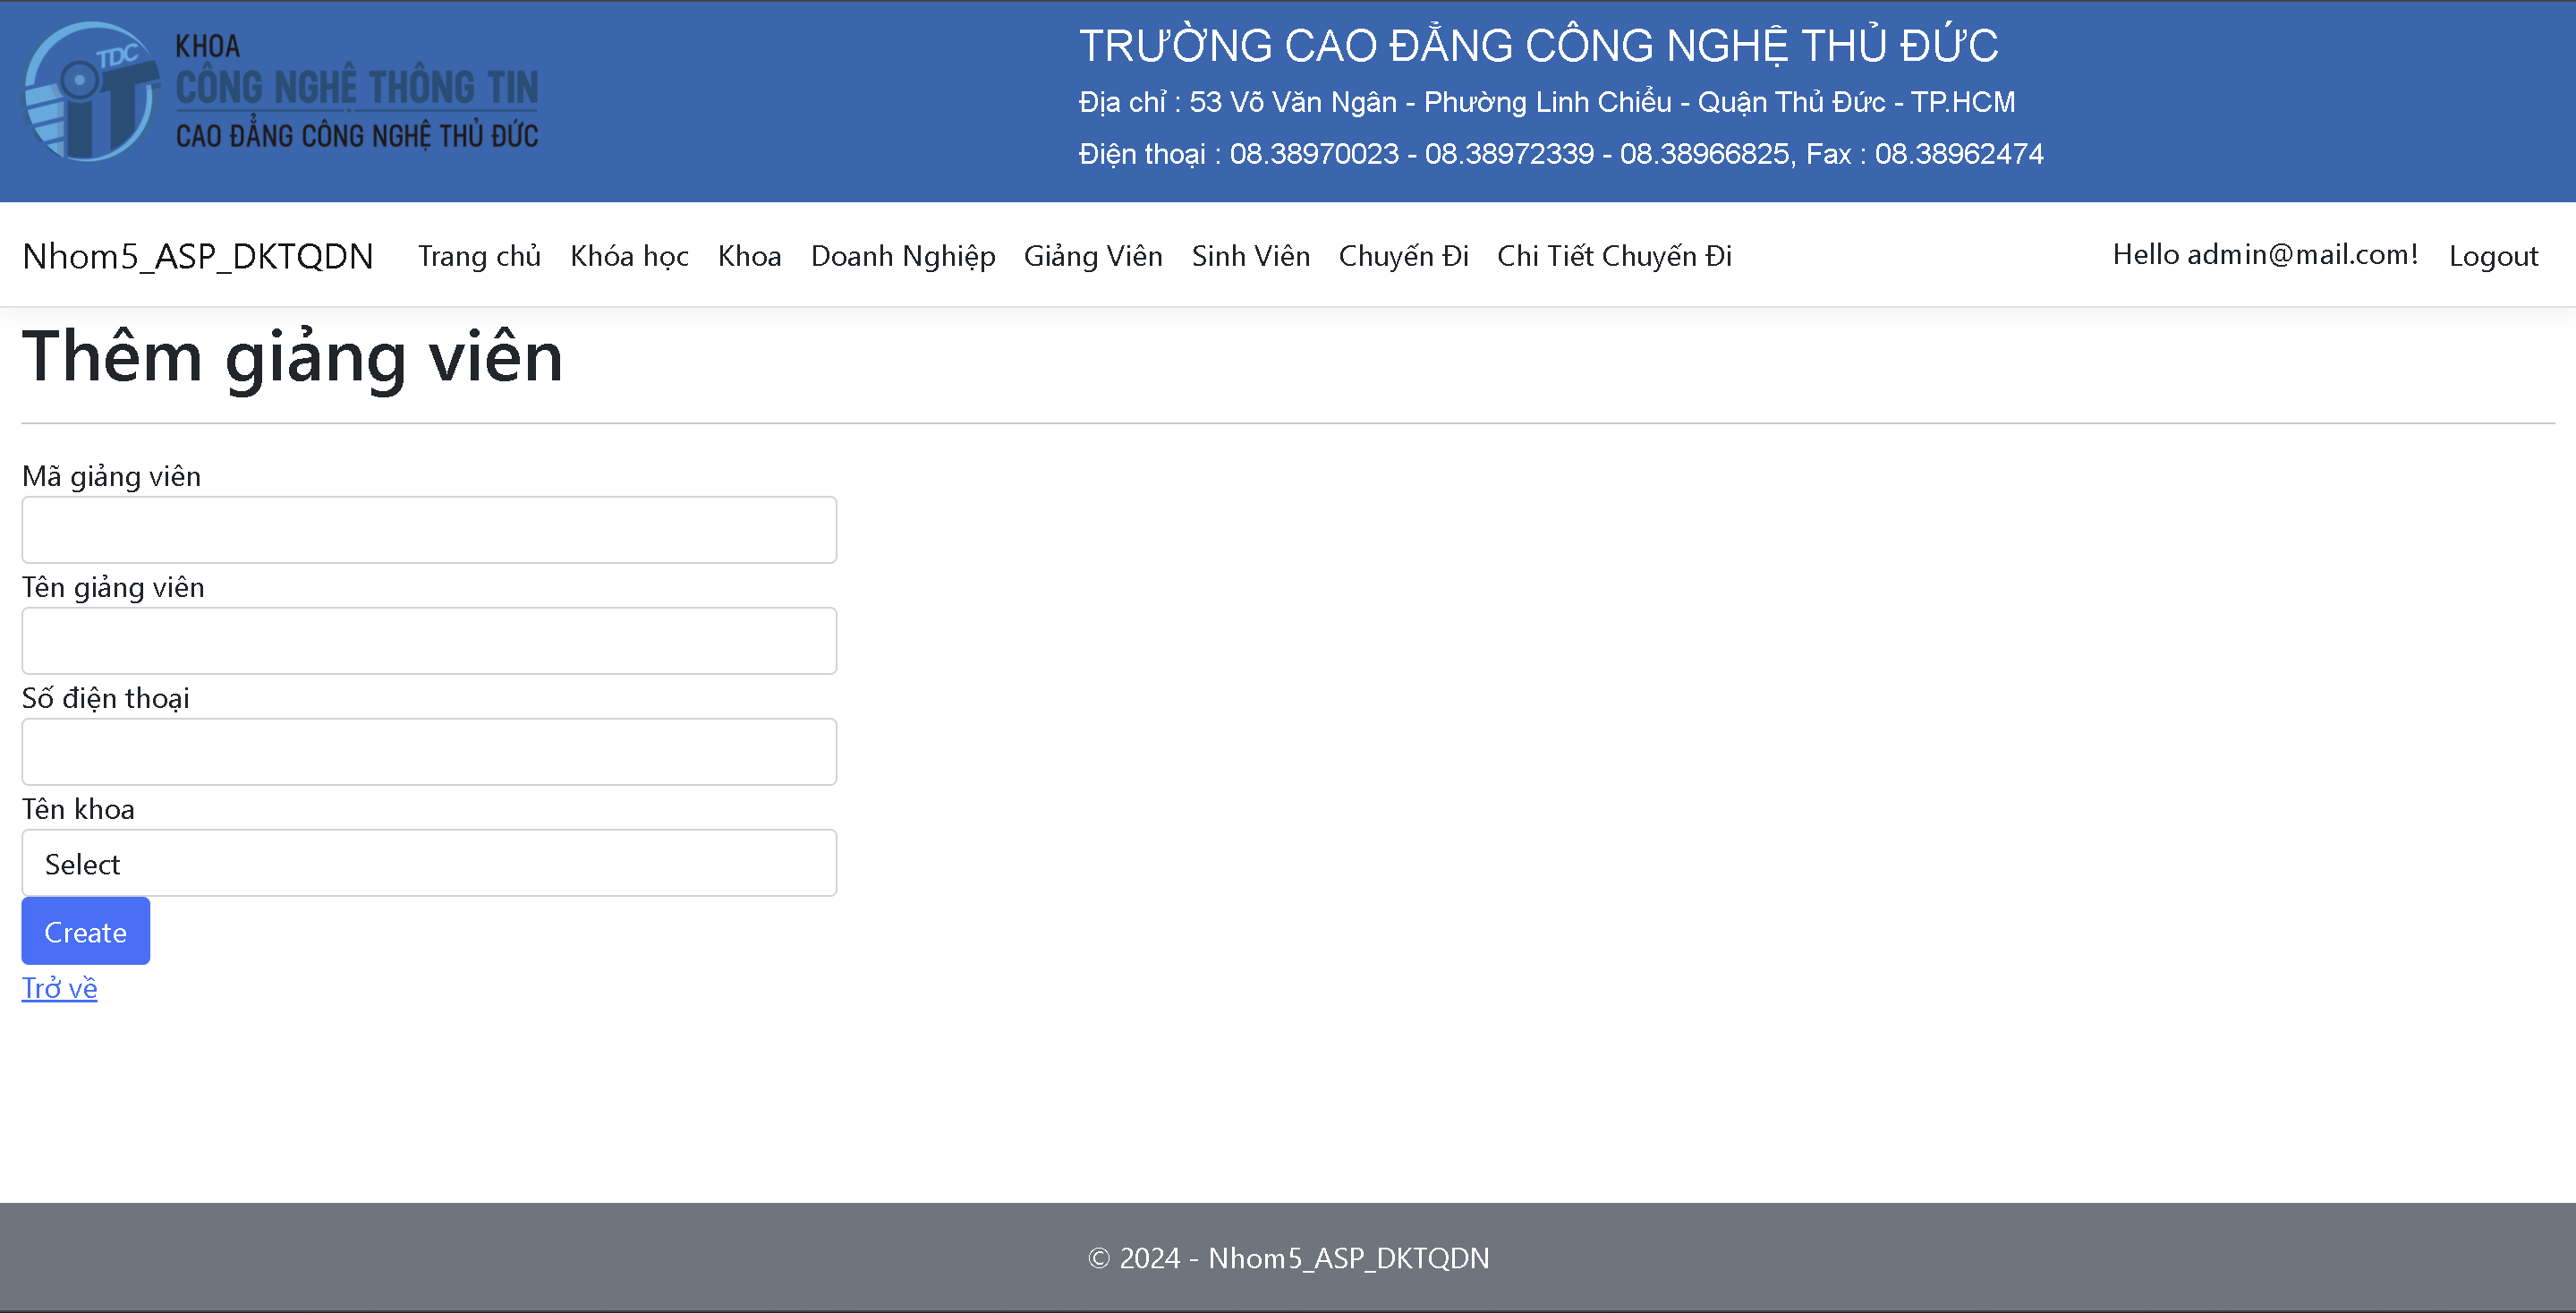 TDC
KHOA
CÔNG NGHỆ THÔNG TIN
CAO ĐẲNG CÔNG NGHỆ THỦ ĐỨC
TRƯỜNG CAO ĐẲNG CÔNG NGHỆ THỦ ĐỨC
Địa chỉ : 53 Võ Văn Ngân - Phường Linh Chiểu - Quận Thủ Đức - TP.HCM
Điện thoại : 08.38970023 - 08.38972339 - 08.38966825, Fax : 08.38962474
Nhom5_ASP_DKTQDN Trang chủ Khóa học Khoa Doanh Nghiệp Giảng Viên Sinh Viên Chuyến Đi Chi Tiết Chuyến Đi Hello admin@mail.com! Logout
Thêm giảng viên
Mã giảng viên
Tên giảng viên
Số điện thoại
Tên khoa
Select
Create
Trở về
© 2024 - Nhom5_ASP_DKTQDN